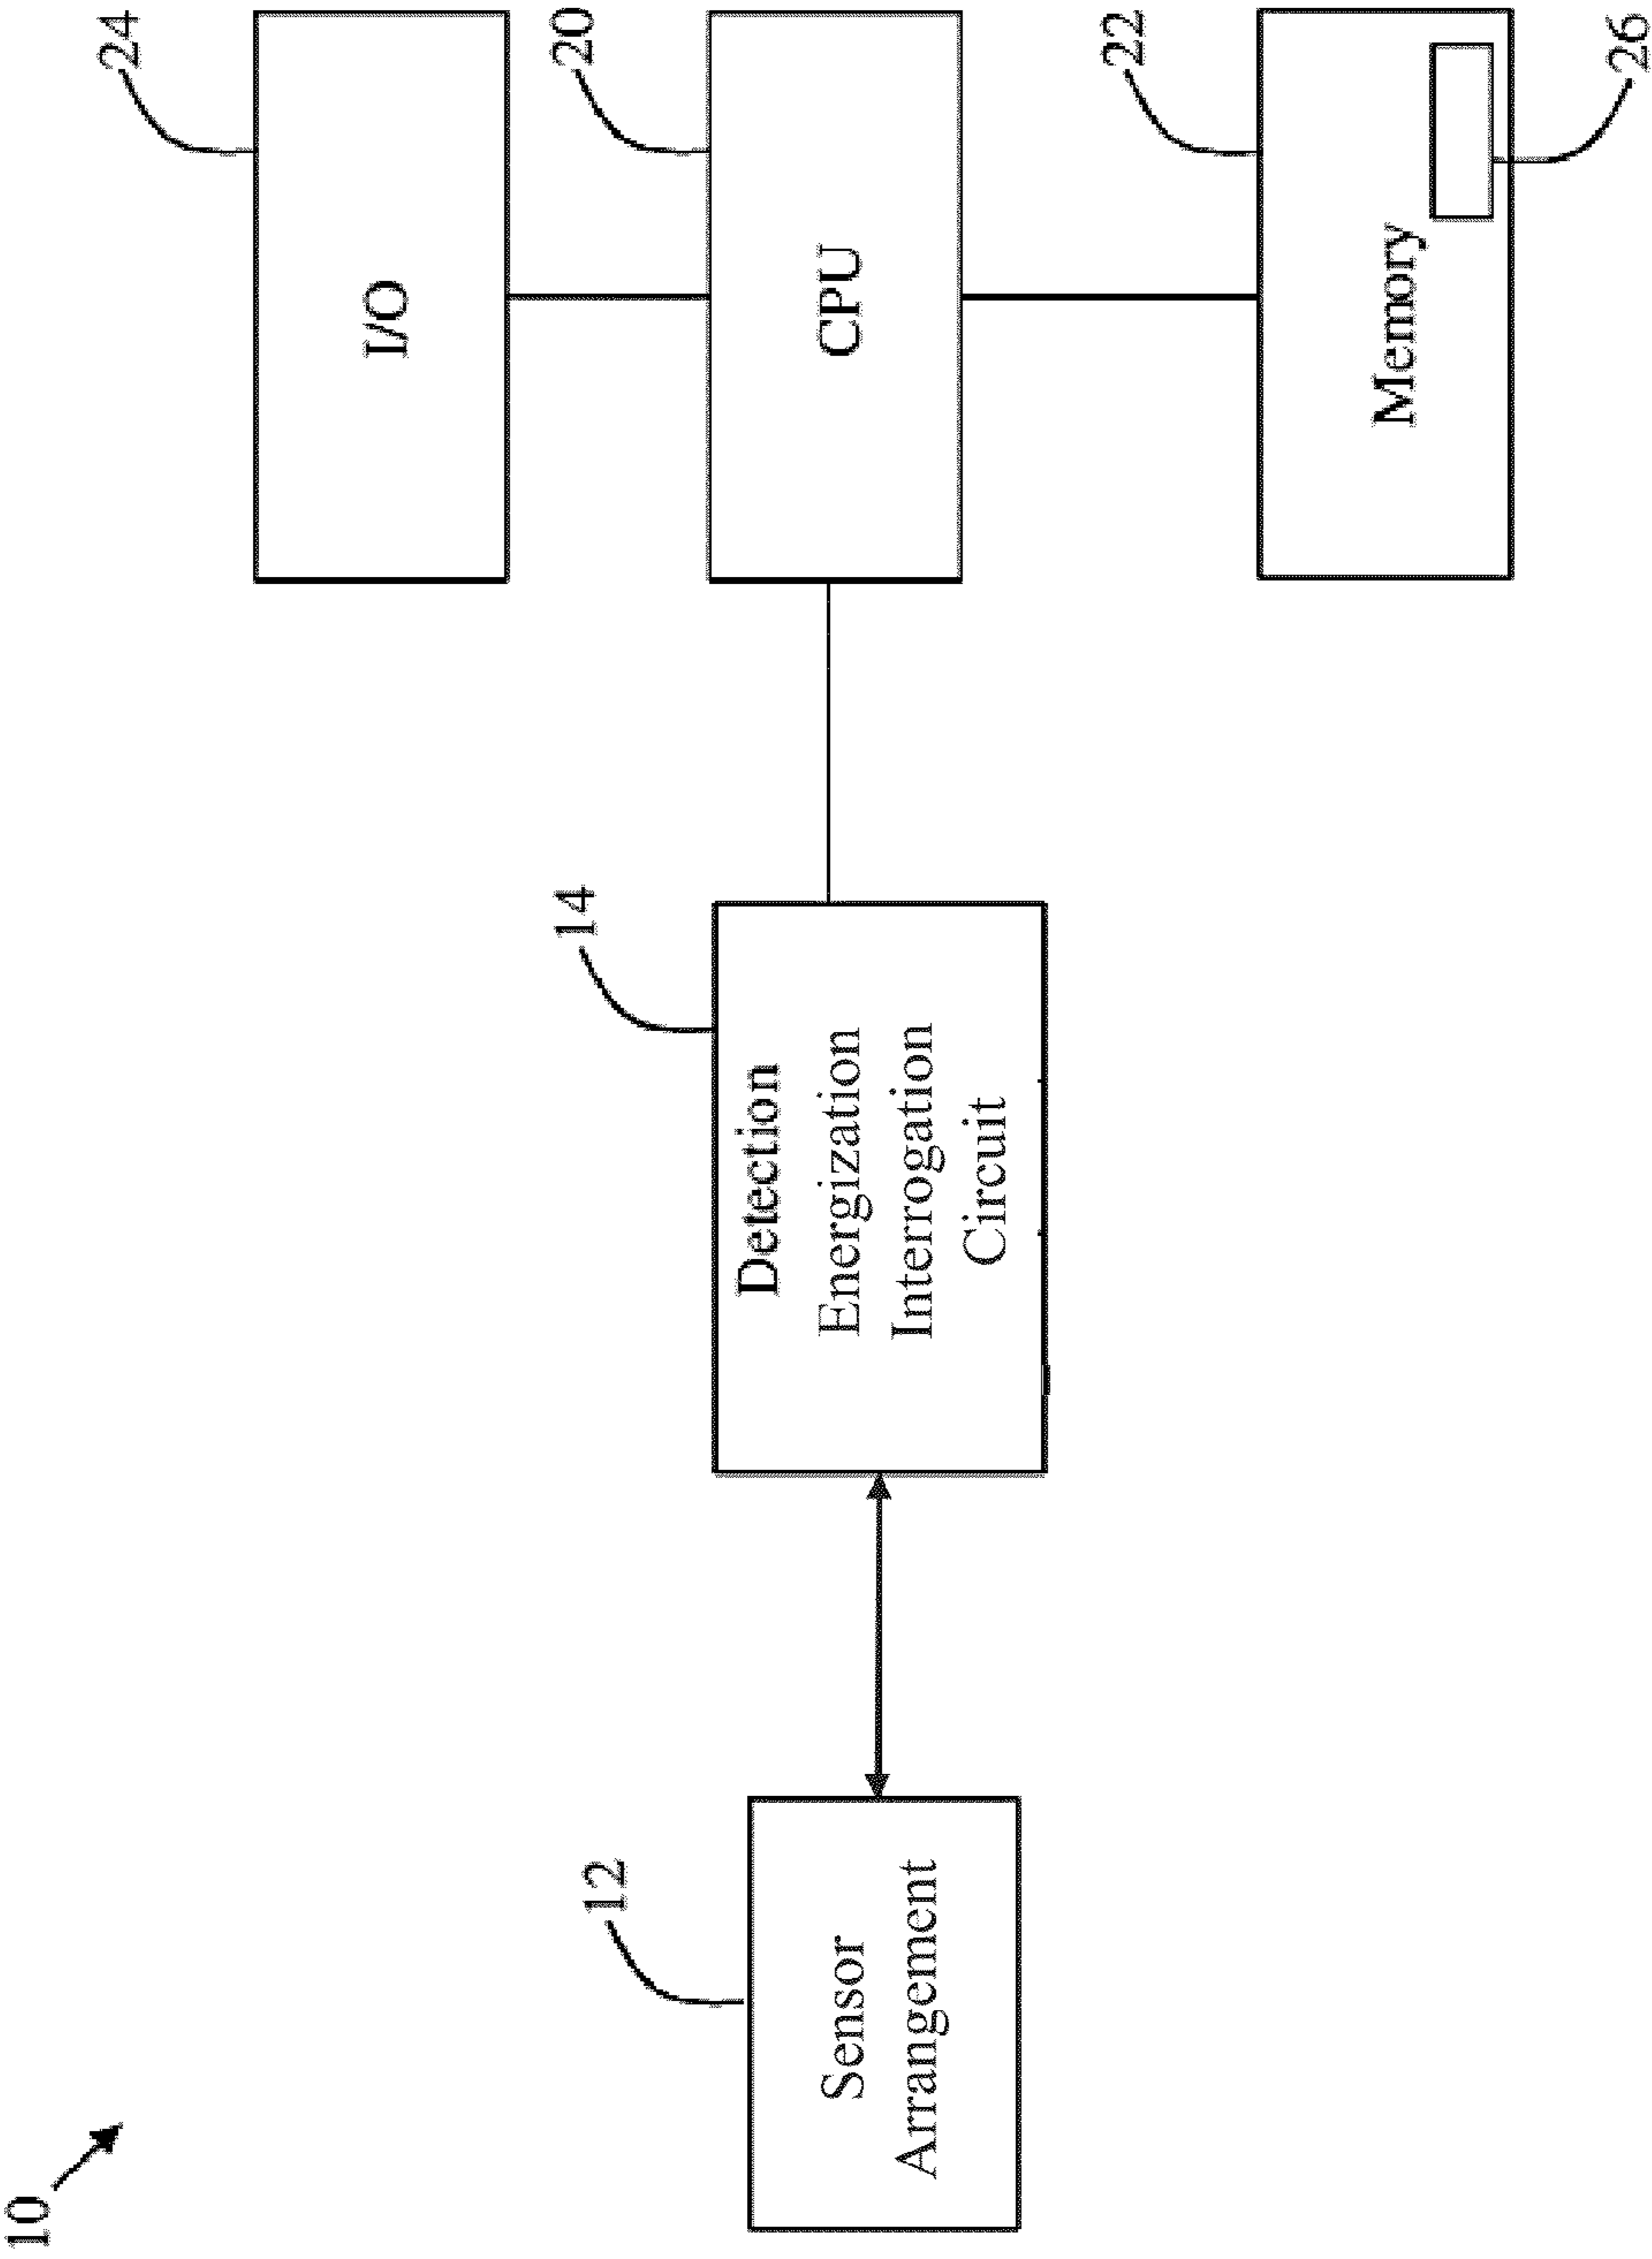 10
12
Sensor
Arrangement
14
Detection
Energization
Interrogation
Circuit
24
I/O
20
CPU
22
Memory
26